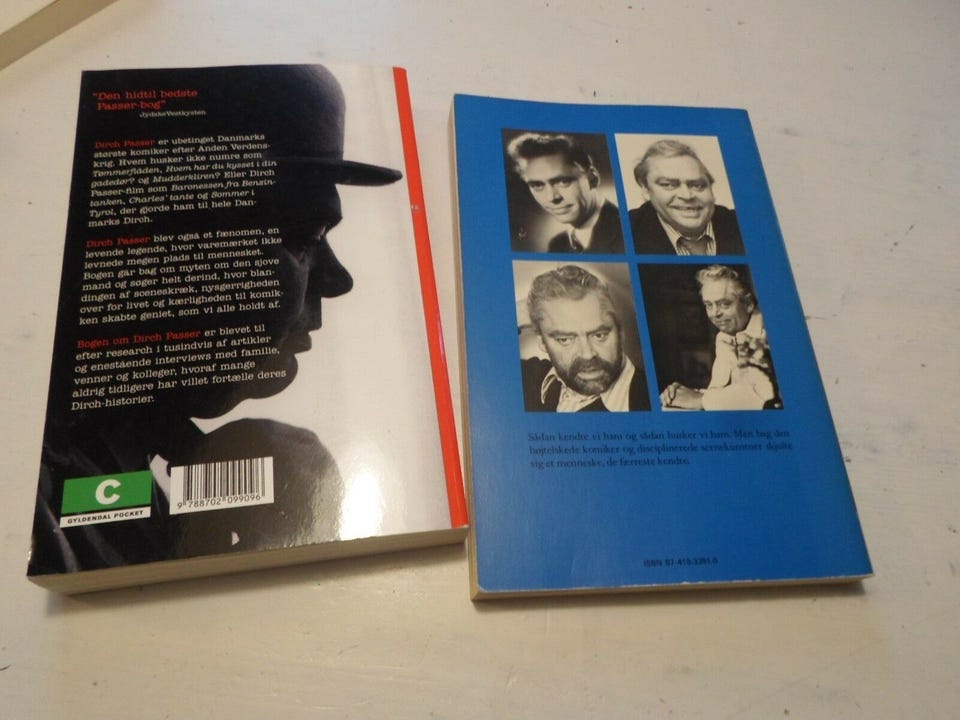 "Den hidtil bedste
Passer-bog"
JydskeVestkysten
Dirch Passer er ubetinget Danmarks
største komiker efter Anden Verdens-
krig. Hvem husker ikke numre som
Tømmerflåden, Hvem har du kysset i din
gadedør? og Mudderkliren? Eller Dirch
Passer-film som Baronessen fra Benzin-
tanken, Charles' tante og Sommer i
Tyrol, der gjorde ham til hele Dan-
marks Dirch.
Dirch Passer blev også et fænomen, en
levende legende, hvor varemærket ikke
levnede megen plads til mennesket.
Bogen går bag om myten om den sjove
mand og søger helt derind, hvor blan-
dingen af sceneskræk, nysgerrigheden
over for livet og kærligheden til komik-
ken skabte geniet, som vi alle holdt af.
Bogen om Dirch Passer er blevet til
efter research i tusindvis af artikler
og enestående interviews med familie,
venner og kolleger, hvoraf mange
aldrig tidligere har villet fortælle deres
Dirch-historier.
C
GYLDENDAL POCKET
9 788702 099096
Sådan kendte vi ham og sådan husker vi ham. Men bag den
højtelskede komiker og disciplinerede scenekunstner skjulte
sig et menneske, de færreste kendte.
ISBN 87-418-3391-0